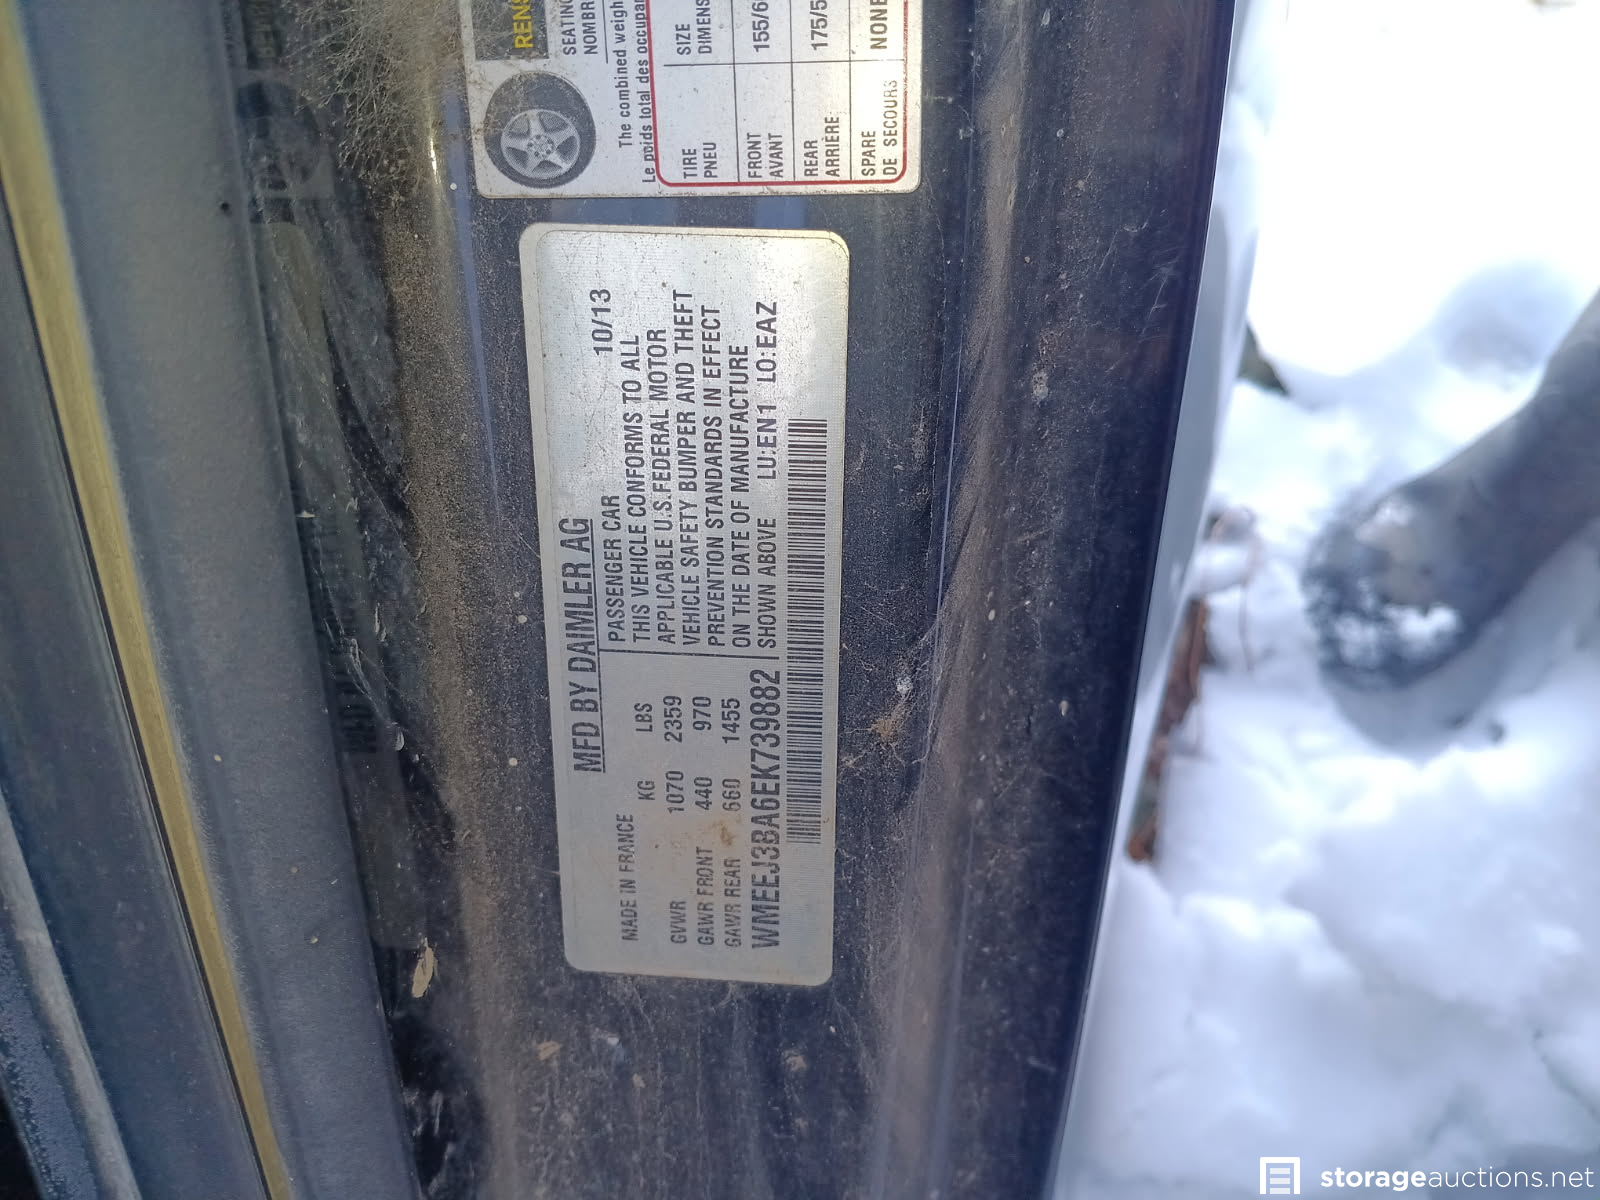 RENS
SEATIN
NOMBR
The combined weigh
Le poids total des occupa
TIRE SIZE
PNEU DIMENS
FRONT 155/6
AVANT
REAR 175/5
ARRIÈRE
SPARE NONE
DE SECOURS
MFD BY DAIMLER AG
MADE IN FRANCE
KG LBS
GVWR 1070 2359
GAWR FRONT 440 970
GAWR REAR 660 1455
PASSENGER CAR 10/13
THIS VEHICLE CONFORMS TO ALL
APPLICABLE U.S.FEDERAL MOTOR
VEHICLE SAFETY BUMPER AND THEFT
PREVENTION STANDARDS IN EFFECT
ON THE DATE OF MANUFACTURE
SHOWN ABOVE LU:EN1 LO:EAZ
WMEEJ3BA6EK739882
storageauctions.net